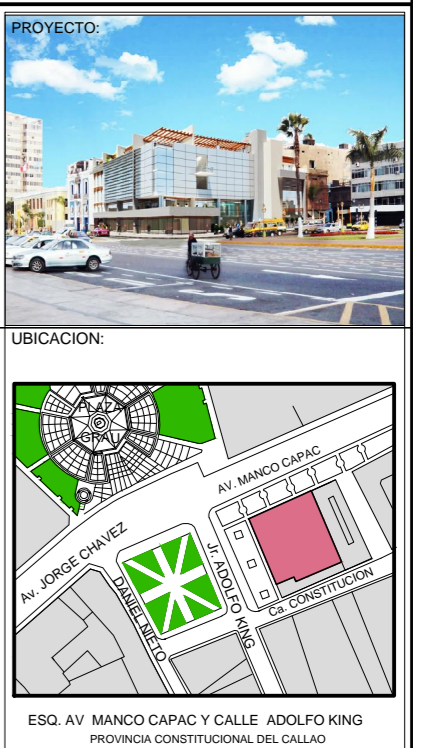 PROYECTO:
UBICACION:
PLAZA
GRAU
AV. MANCO CAPAC
Av. JORGE CHAVEZ
DANIEL NIETO
Jr. ADOLFO KING
Ca. CONSTITUCION
ESQ. AV MANCO CAPAC Y CALLE ADOLFO KING
PROVINCIA CONSTITUCIONAL DEL CALLAO